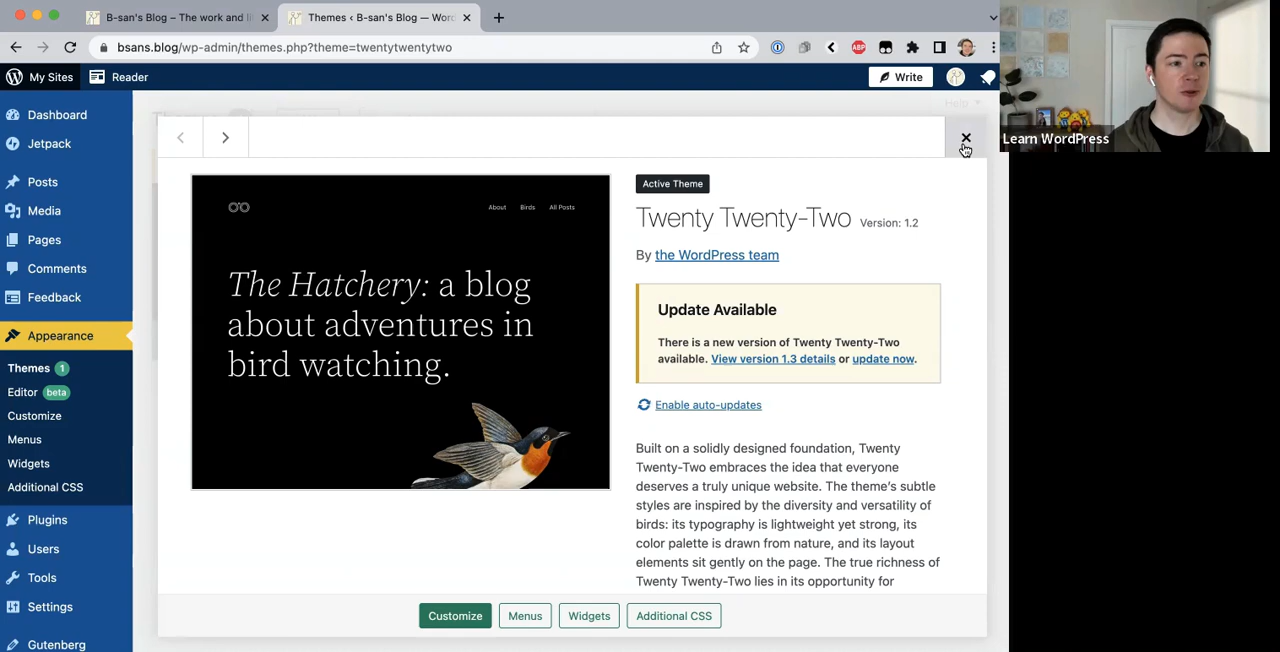 B-san's Blog – The work and li
Themes ‹ B-san's Blog — Wor
bsans.blog/wp-admin/themes.php?theme=twentytwentytwo
ABP
My Sites
Reader
Write
Learn WordPress
Dashboard
Jetpack
Posts
Media
Pages
Comments
Feedback
Appearance
Themes 1
Editor beta
Customize
Menus
Widgets
Additional CSS
Plugins
Users
Tools
Settings
Gutenberg
Help
About Birds All Posts
The Hatchery: a blog
about adventures in
bird watching.
Active Theme
Twenty Twenty-Two Version: 1.2
By the WordPress team
Update Available
There is a new version of Twenty Twenty-Two
available. View version 1.3 details or update now.
Enable auto-updates
Built on a solidly designed foundation, Twenty
Twenty-Two embraces the idea that everyone
deserves a truly unique website. The theme's subtle
styles are inspired by the diversity and versatility of
birds: its typography is lightweight yet strong, its
color palette is drawn from nature, and its layout
elements sit gently on the page. The true richness of
Twenty Twenty-Two lies in its opportunity for
Customize Menus Widgets Additional CSS